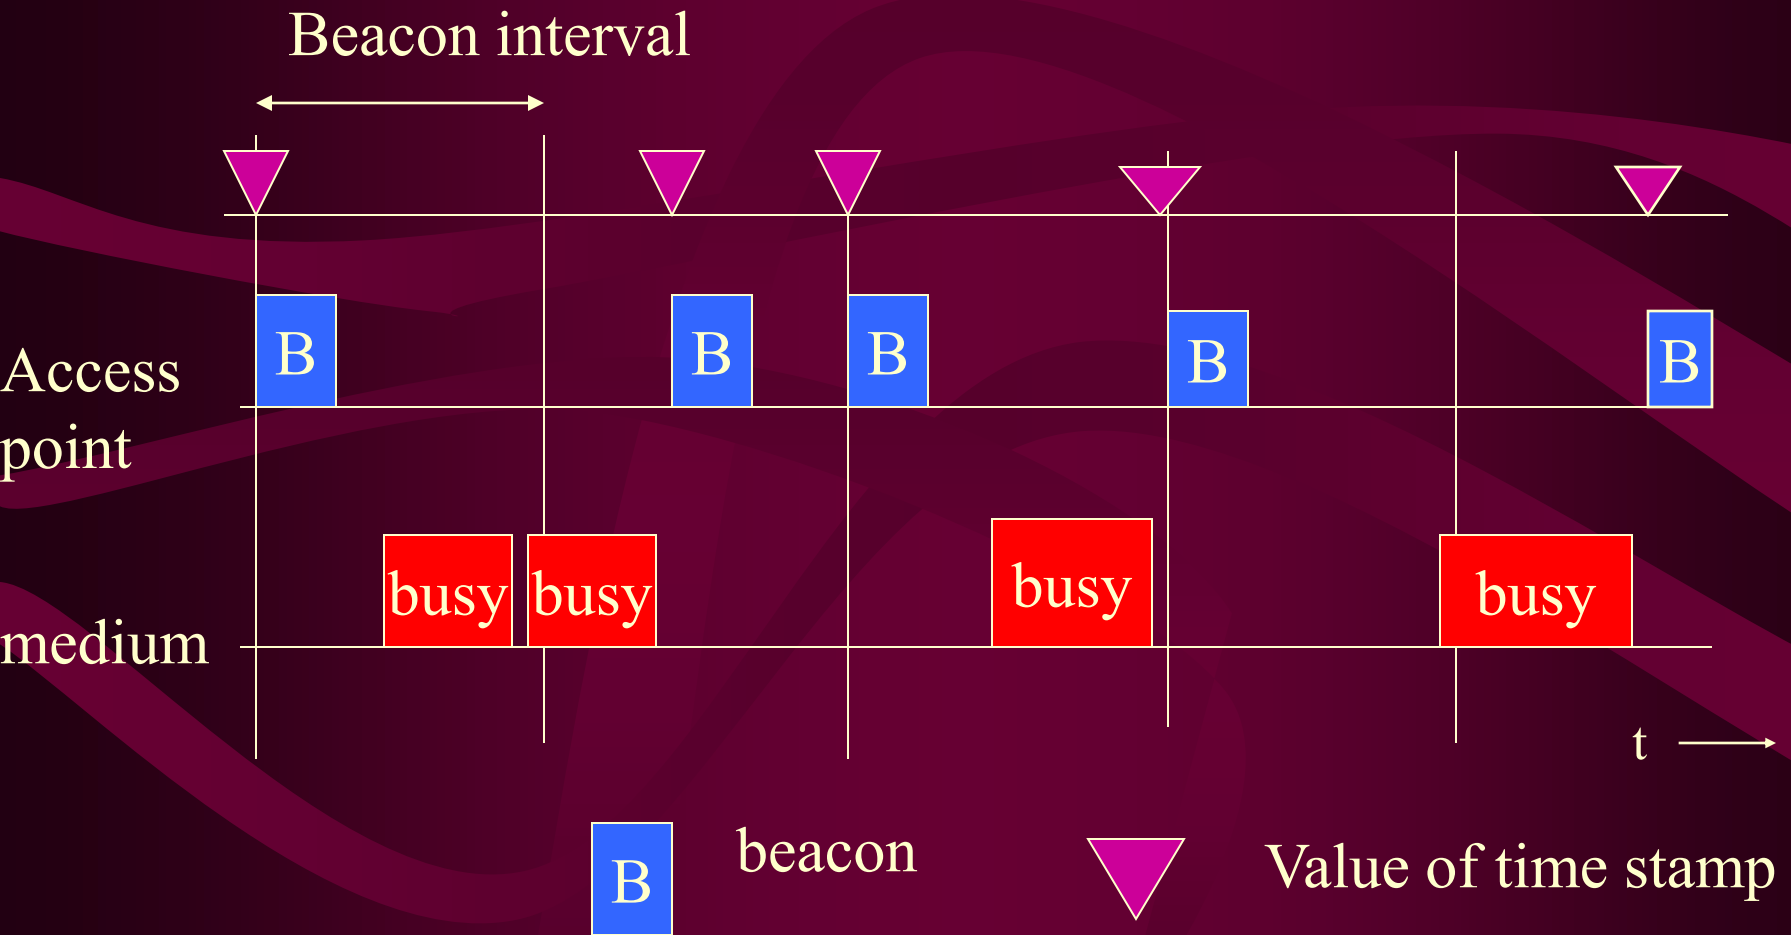 Beacon interval
B B B B B
Access
point
busy busy busy busy
medium
t
B beacon Value of time stamp